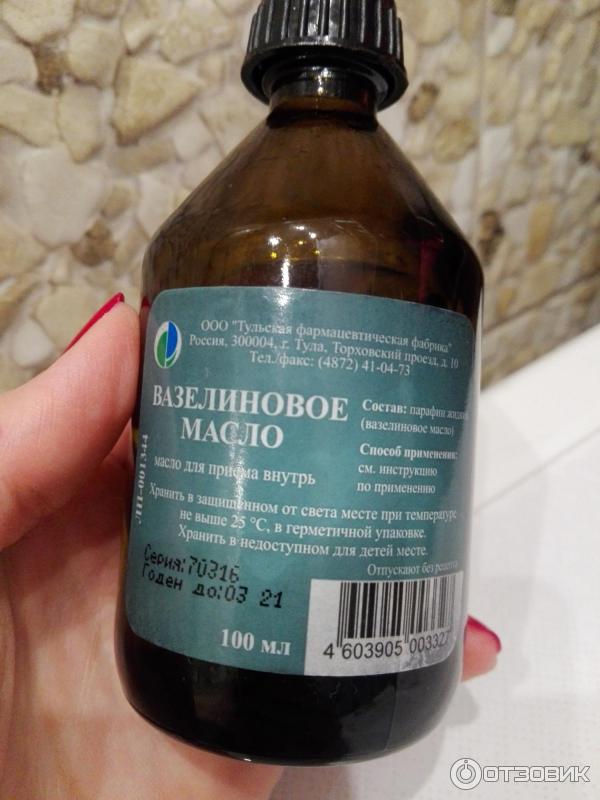 ООО "Тульская фармацевтическая фабрика"
Россия, 300004, г. Тула, Торховский проезд, д. 10
Тел./факс: (4872) 41-04-73
ВАЗЕЛИНОВОЕ
МАСЛО
масло для приема внутрь
Состав: парафин
(вазелиновое масло)
Способ применения:
см. инструкцию
по применению
ЛП-001344
Хранить в защищенном от света месте при температуре
не выше 25 °C, в герметичной упаковке.
Хранить в недоступном для детей месте.
Отпускают без рецепта
Серия:70316
Годен до:03 21
100 мл
4 603905 003327
ОТЗОВИК